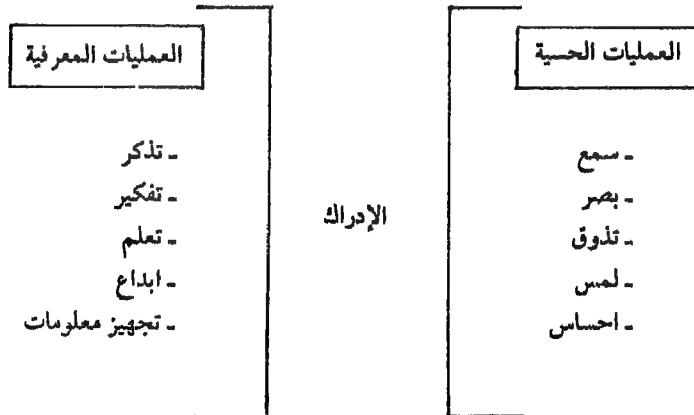 العمليات الحسية
- سمع
- بصر
- تذوق
- لمس
- احساس
الإدراك
العمليات المعرفية
- تذكر
- تفكير
- تعلم
- ابداع
- تجهيز معلومات